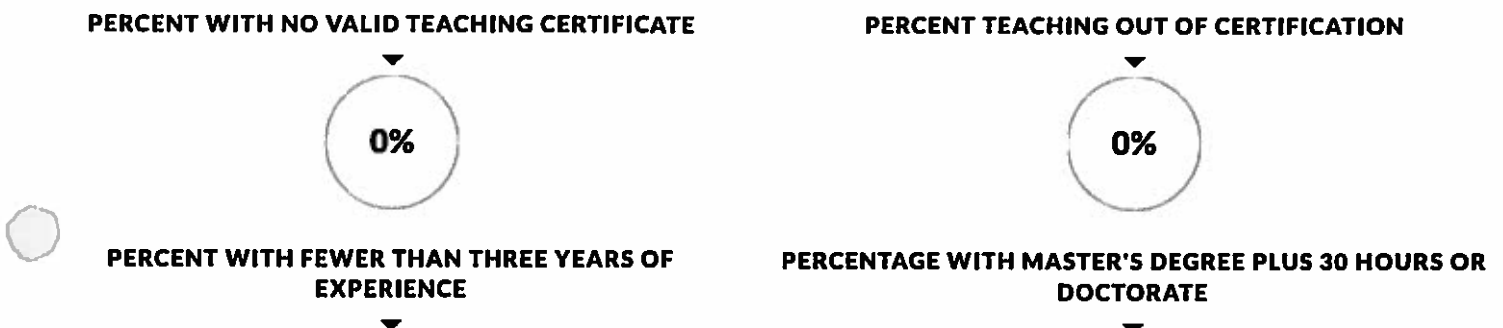 PERCENT WITH NO VALID TEACHING CERTIFICATE
0%
PERCENT TEACHING OUT OF CERTIFICATION
0%
PERCENT WITH FEWER THAN THREE YEARS OF
EXPERIENCE
PERCENTAGE WITH MASTER'S DEGREE PLUS 30 HOURS OR
DOCTORATE